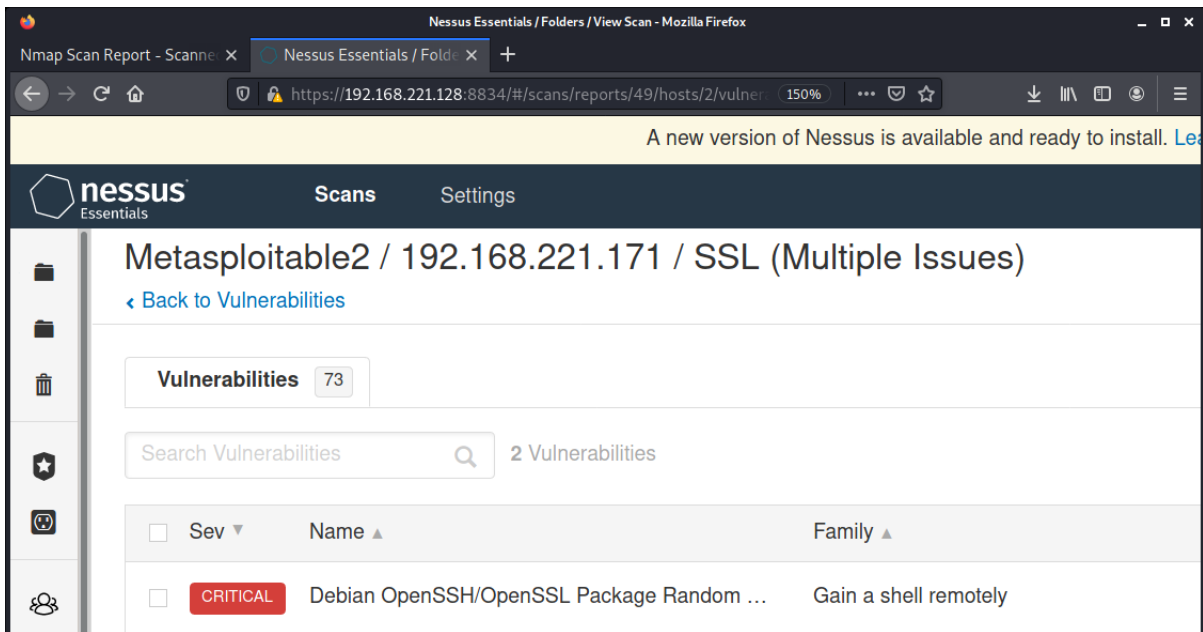 Nessus Essentials / Folders / View Scan - Mozilla Firefox
Nmap Scan Report - Scanne
Nessus Essentials / Folde
https://192.168.221.128:8834/#/scans/reports/49/hosts/2/vulner 150%
A new version of Nessus is available and ready to install. Lea
nessus Scans Settings
Essentials
Metasploitable2 / 192.168.221.171 / SSL (Multiple Issues)
Back to Vulnerabilities
Vulnerabilities 73
Search Vulnerabilities 2 Vulnerabilities
Sev Name Family
CRITICAL Debian OpenSSH/OpenSSL Package Random ... Gain a shell remotely